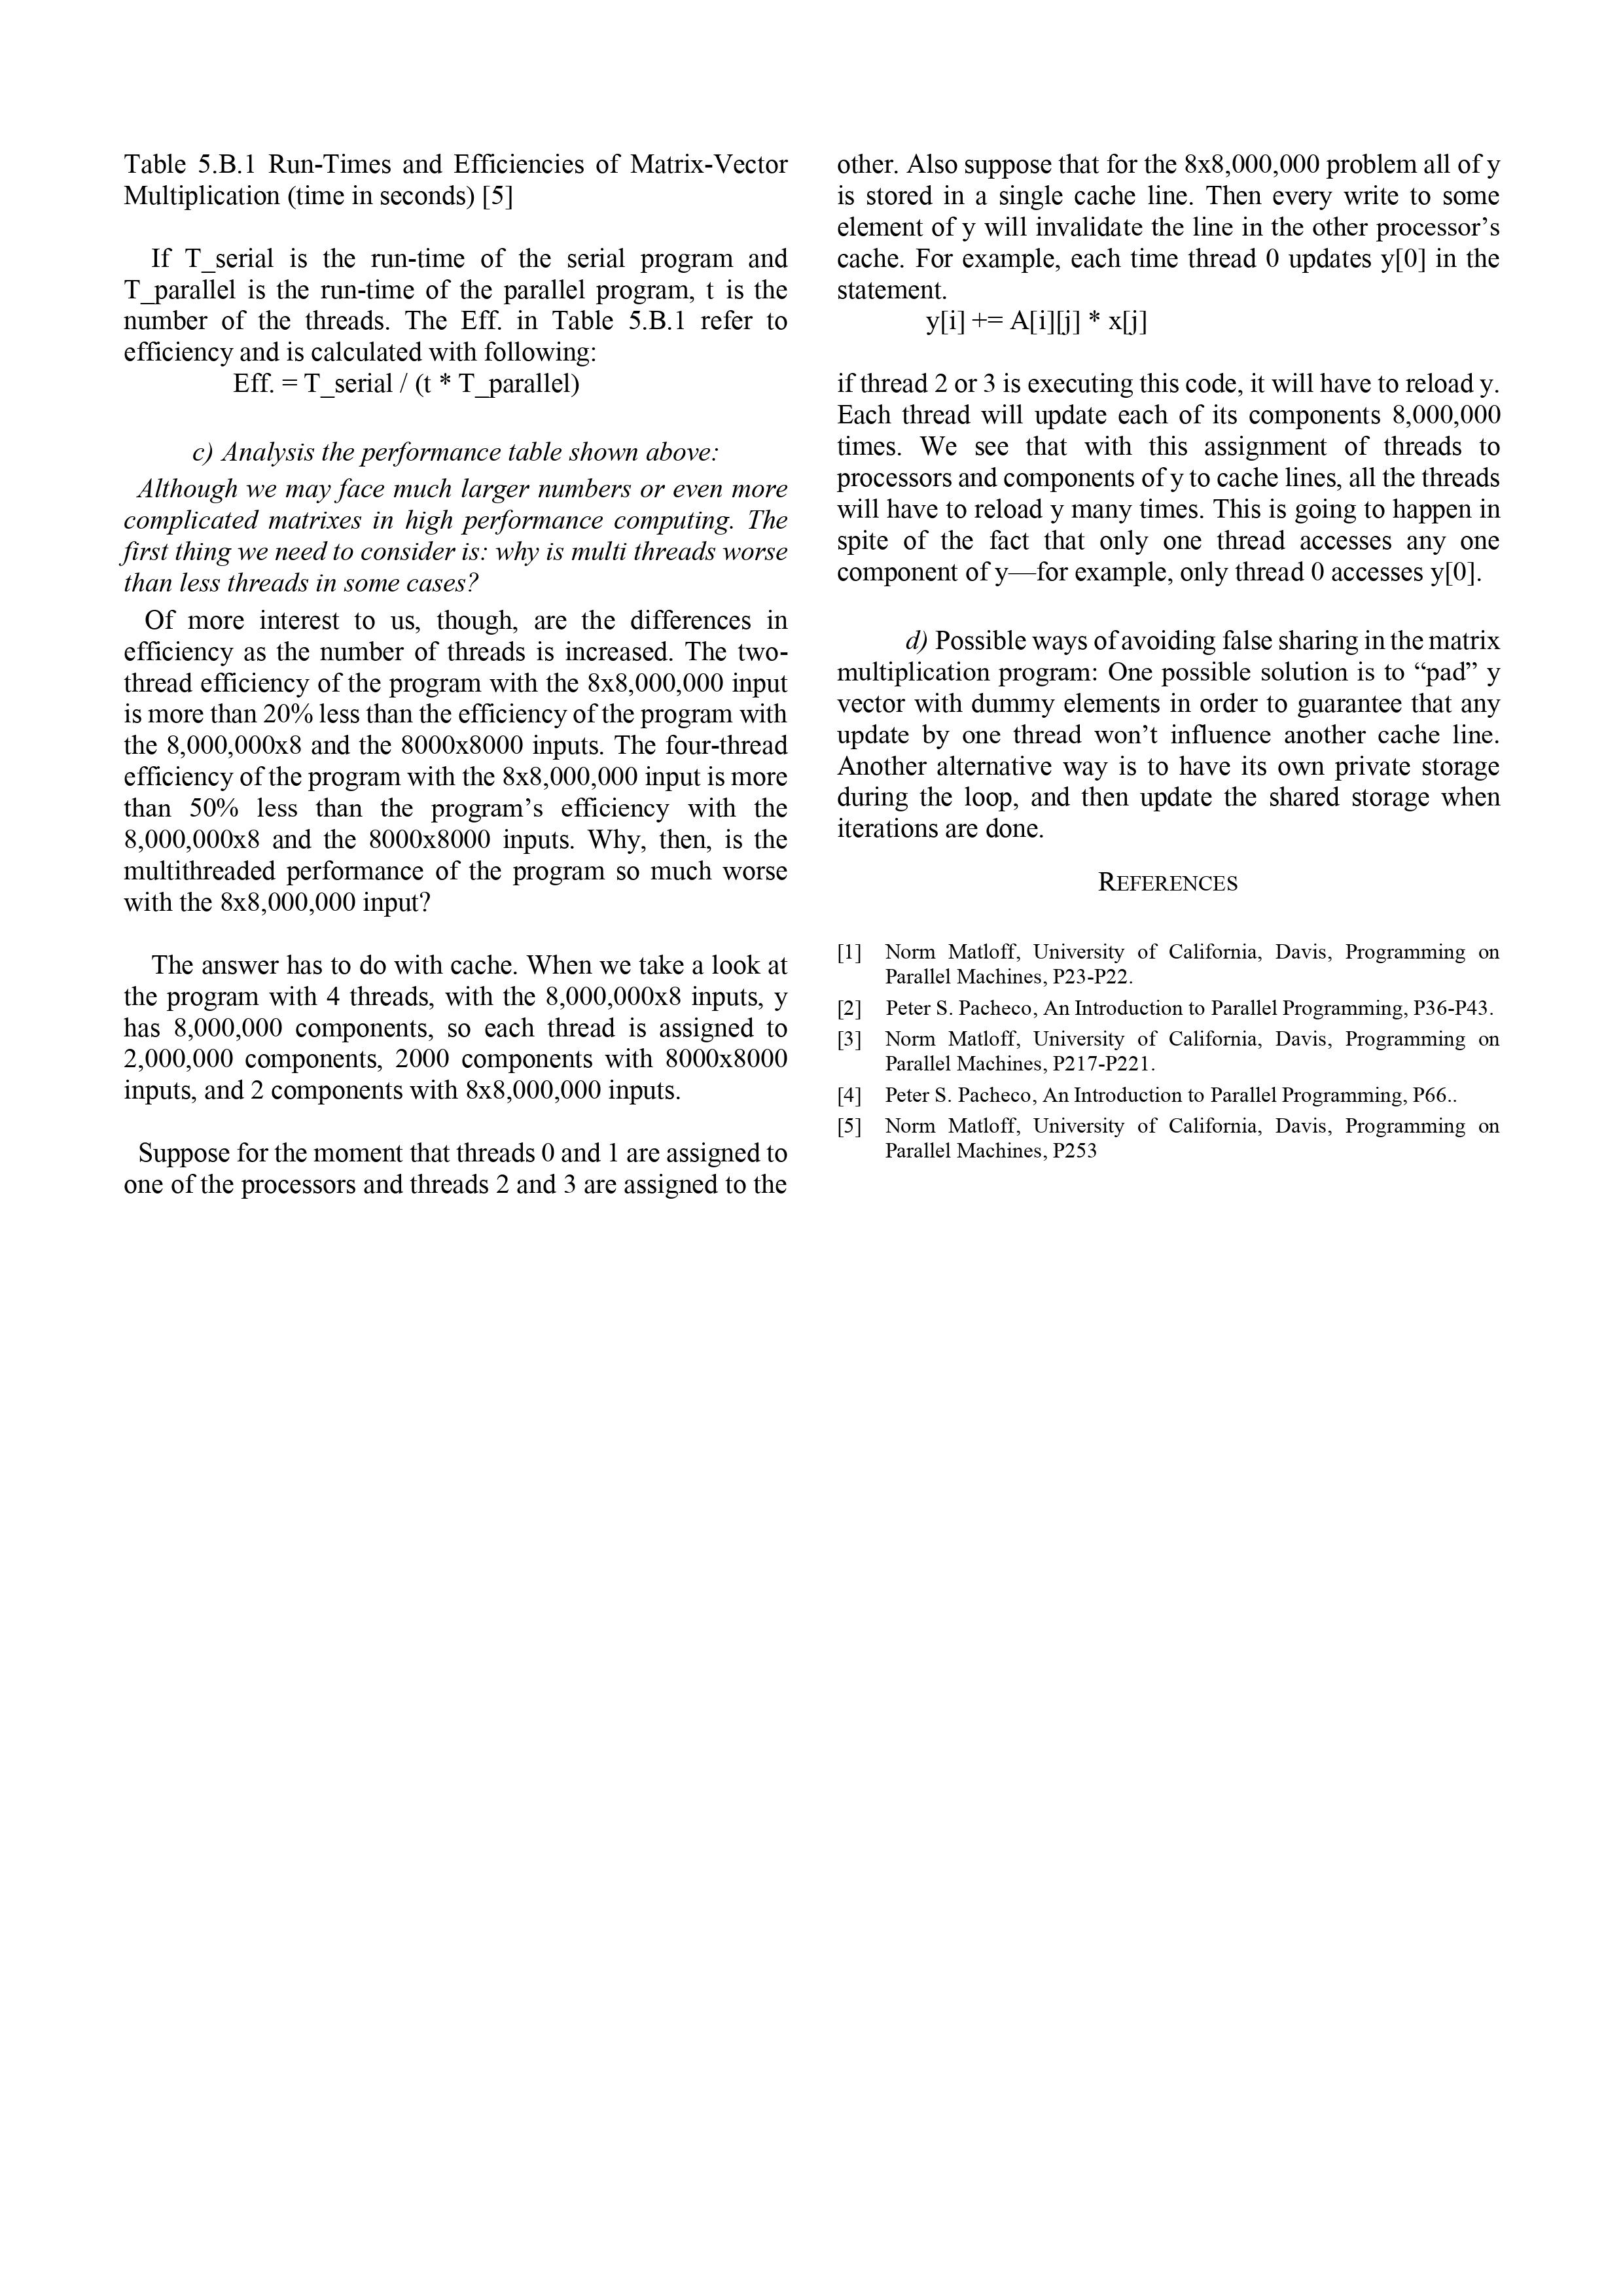 Table 5.B.1 Run-Times and Efficiencies of Matrix-Vector
Multiplication (time in seconds) [5]
If T_serial is the run-time of the serial program and
T_parallel is the run-time of the parallel program, t is the
number of the threads. The Eff. in Table 5.B.1 refer to
efficiency and is calculated with following:
Eff. = T_serial / (t * T_parallel)
c) Analysis the performance table shown above:
Although we may face much larger numbers or even more
complicated matrixes in high performance computing. The
first thing we need to consider is: why is multi threads worse
than less threads in some cases?
Of more interest to us, though, are the differences in
efficiency as the number of threads is increased. The two-
thread efficiency of the program with the 8x8,000,000 input
is more than 20% less than the efficiency of the program with
the 8,000,000x8 and the 8000x8000 inputs. The four-thread
efficiency of the program with the 8x8,000,000 input is more
than 50% less than the program’s efficiency with the
8,000,000x8 and the 8000x8000 inputs. Why, then, is the
multithreaded performance of the program so much worse
with the 8x8,000,000 input?
The answer has to do with cache. When we take a look at
the program with 4 threads, with the 8,000,000x8 inputs, y
has 8,000,000 components, so each thread is assigned to
2,000,000 components, 2000 components with 8000x8000
inputs, and 2 components with 8x8,000,000 inputs.
Suppose for the moment that threads 0 and 1 are assigned to
one of the processors and threads 2 and 3 are assigned to the
other. Also suppose that for the 8x8,000,000 problem all of y
is stored in a single cache line. Then every write to some
element of y will invalidate the line in the other processor’s
cache. For example, each time thread 0 updates y[0] in the
statement.
y[i] += A[i][j] * x[j]
if thread 2 or 3 is executing this code, it will have to reload y.
Each thread will update each of its components 8,000,000
times. We see that with this assignment of threads to
processors and components of y to cache lines, all the threads
will have to reload y many times. This is going to happen in
spite of the fact that only one thread accesses any one
component of y—for example, only thread 0 accesses y[0].
d) Possible ways of avoiding false sharing in the matrix
multiplication program: One possible solution is to “pad” y
vector with dummy elements in order to guarantee that any
update by one thread won’t influence another cache line.
Another alternative way is to have its own private storage
during the loop, and then update the shared storage when
iterations are done.
REFERENCES
[1] Norm Matloff, University of California, Davis, Programming on
Parallel Machines, P23-P22.
[2] Peter S. Pacheco, An Introduction to Parallel Programming, P36-P43.
[3] Norm Matloff, University of California, Davis, Programming on
Parallel Machines, P217-P221.
[4] Peter S. Pacheco, An Introduction to Parallel Programming, P66..
[5] Norm Matloff, University of California, Davis, Programming on
Parallel Machines, P253